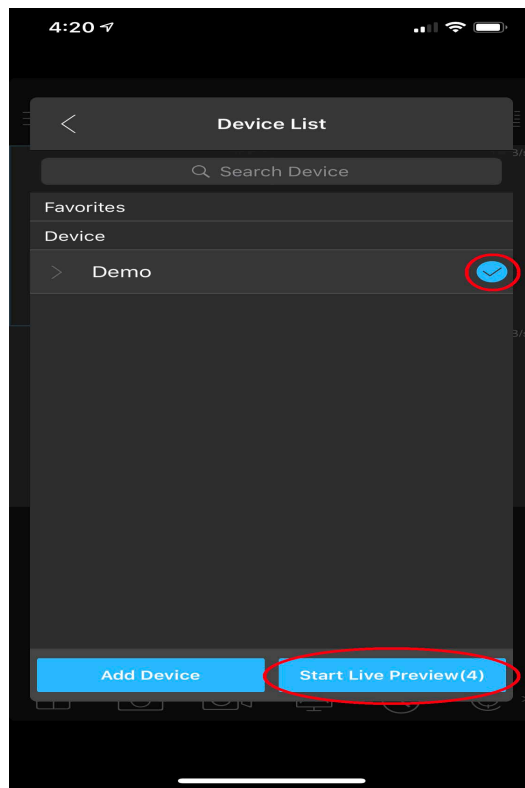 4:20
Device List
Search Device
Favorites
Device
Demo
Add Device
Start Live Preview(4)